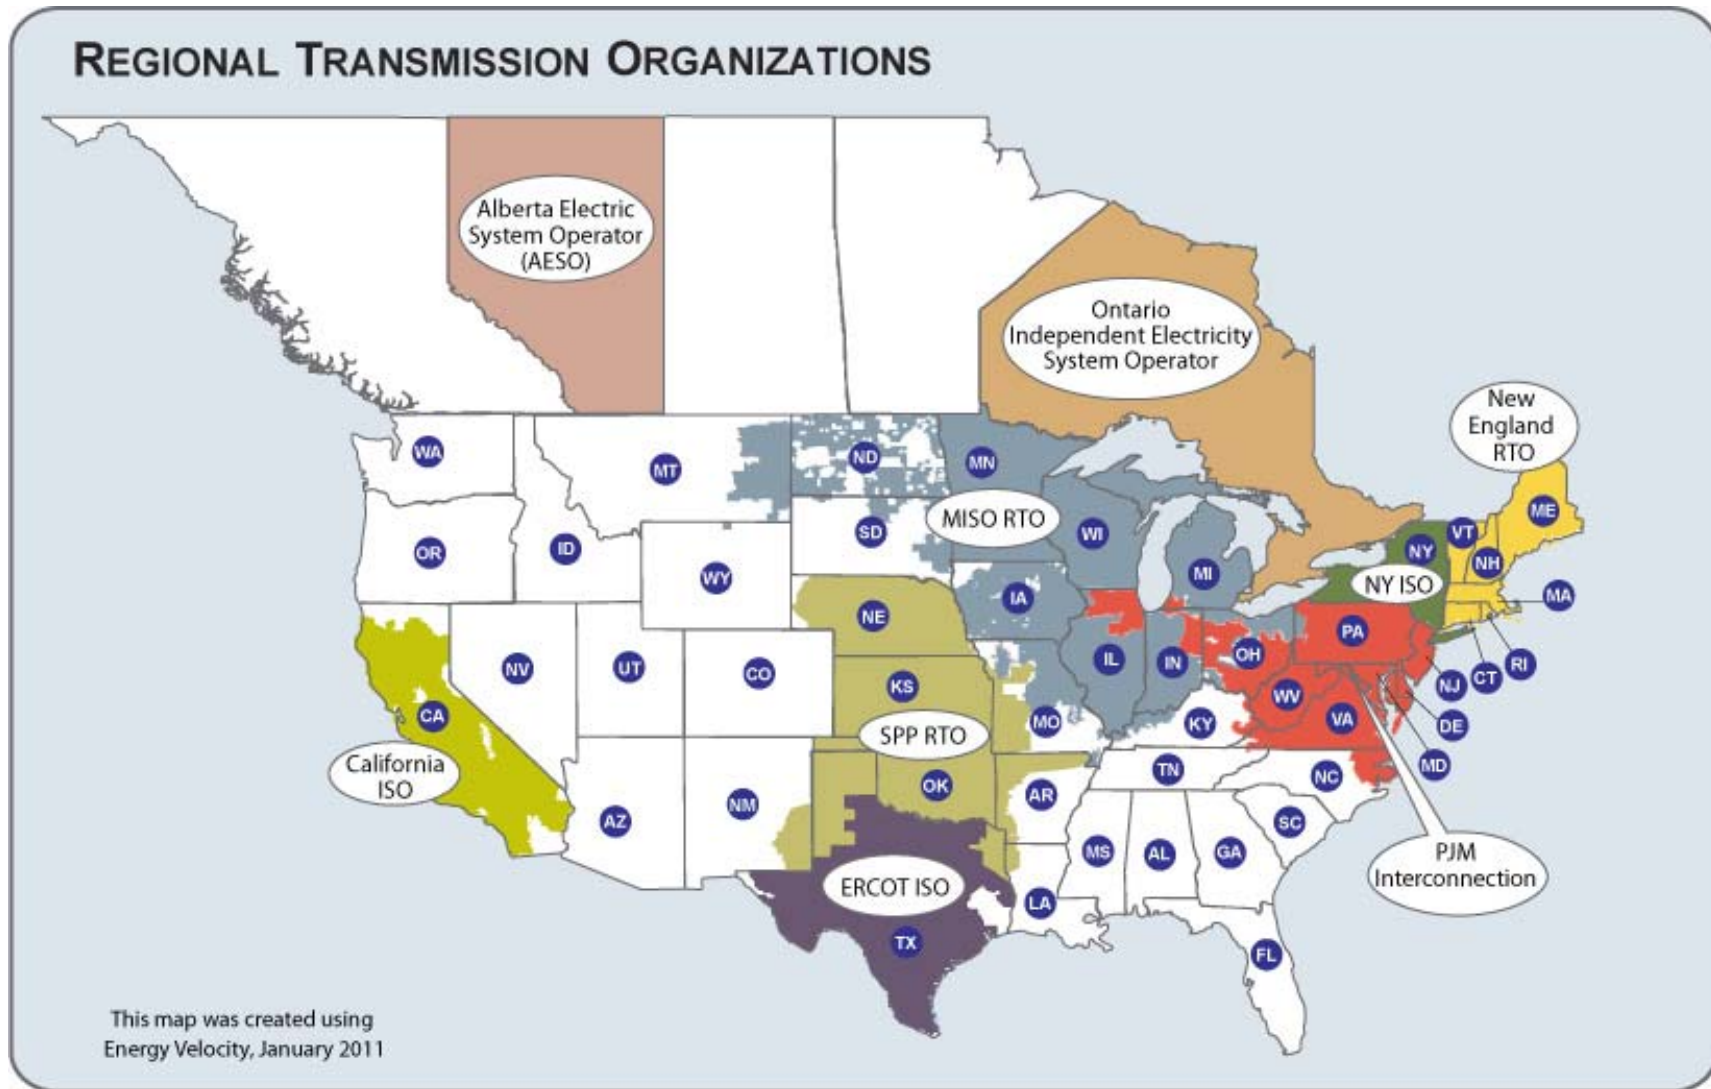 REGIONAL TRANSMISSION ORGANIZATIONS
Alberta Electric
System Operator
(AESO)
Ontario
Independent Electricity
System Operator
New
England
RTO
WA
MT
ND
MN
ME
VT
OR
ID
SD
MISO RTO
WI
NY
NH
WY
MI
NY ISO
MA
IA
NE
PA
NV
UT
CO
KS
IL
IN
OH
RI
CT
NJ
CA
MO
KY
WV
VA
DE
SPP RTO
California
ISO
TN
NC
MD
OK
AR
AZ
NM
SC
MS
AL
GA
PJM
Interconnection
ERCOT ISO
LA
TX
FL
This map was created using
Energy Velocity, January 2011